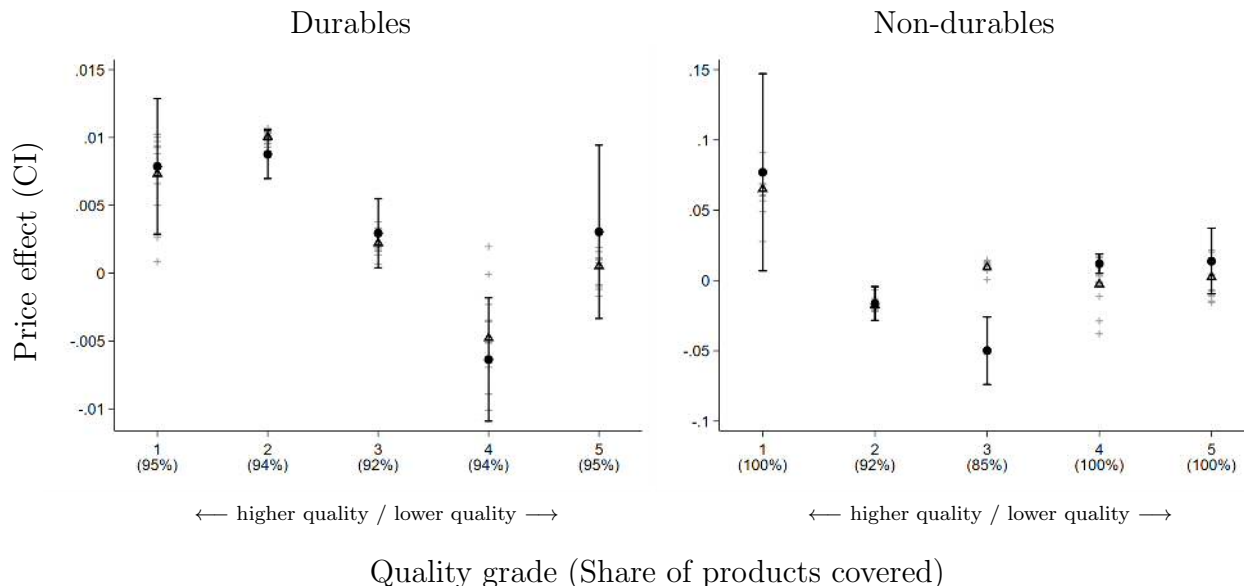 Durables
Non-durables
Price effect (CI)
.015
.01
.005
0
-.005
-.01
1 2 3 4 5
(95%) (94%) (92%) (94%) (95%)
⟵ higher quality / lower quality ⟶
.15
.1
.05
0
-.05
-.1
1 2 3 4 5
(100%) (92%) (85%) (100%) (100%)
⟵ higher quality / lower quality ⟶
Quality grade (Share of products covered)